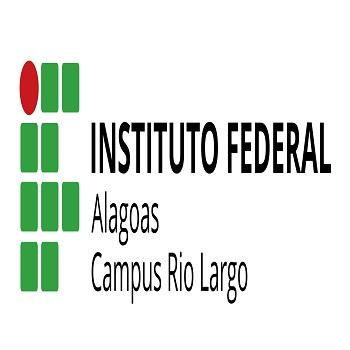 INSTITUTO FEDERAL
Alagoas
Campus Rio Largo